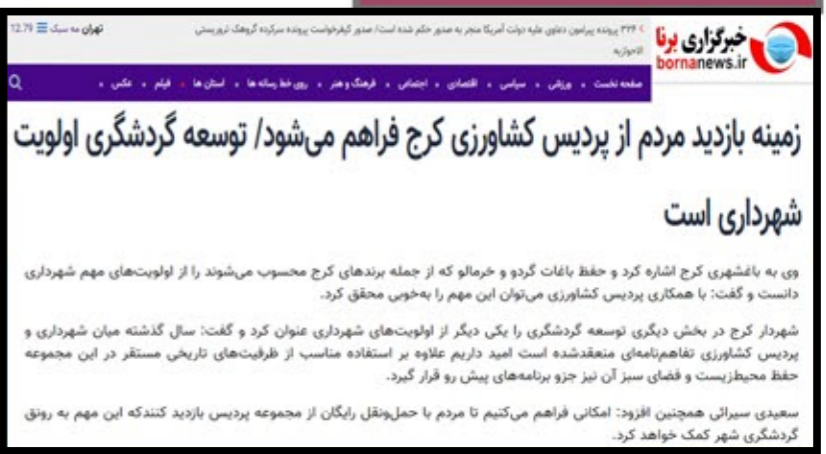 خبرگزاری برنا
bornanews.ir
۳۲۴ پرونده پیرامون دعاوی علیه دولت آمریکا منجر به صدور حکم شده است/ صدور کیفرخواست پرونده سرکرده گروهک تروریستی
الاحوازیه
تهران مه سبک 12.79
صفحه نخست ورزشی سیاسی اقتصادی اجتماعی فرهنگ و هنر روی خط رسانه ها استان ها فیلم عکس
زمینه بازدید مردم از پردیس کشاورزی کرج فراهم می‌شود/ توسعه گردشگری اولویت
شهرداری است
وی به باغشهری کرج اشاره کرد و حفظ باغات گردو و خرمالو که از جمله برندهای کرج محسوب می‌شوند را از اولویت‌های مهم شهرداری
دانست و گفت: با همکاری پردیس کشاورزی می‌توان این مهم را به‌خوبی محقق کرد.
شهردار کرج در بخش دیگری توسعه گردشگری را یکی دیگر از اولویت‌های شهرداری عنوان کرد و گفت: سال گذشته میان شهرداری و
پردیس کشاورزی تفاهم‌نامه‌ای منعقدشده است امید داریم علاوه بر استفاده مناسب از ظرفیت‌های تاریخی مستقر در این مجموعه
حفظ محیط‌زیست و فضای سبز آن نیز جزو برنامه‌های پیش رو قرار گیرد.
سعیدی سیرائی همچنین افزود: امکانی فراهم می‌کنیم تا مردم با حمل‌ونقل رایگان از مجموعه پردیس بازدید کنندکه این مهم به رونق
گردشگری شهر کمک خواهد کرد.